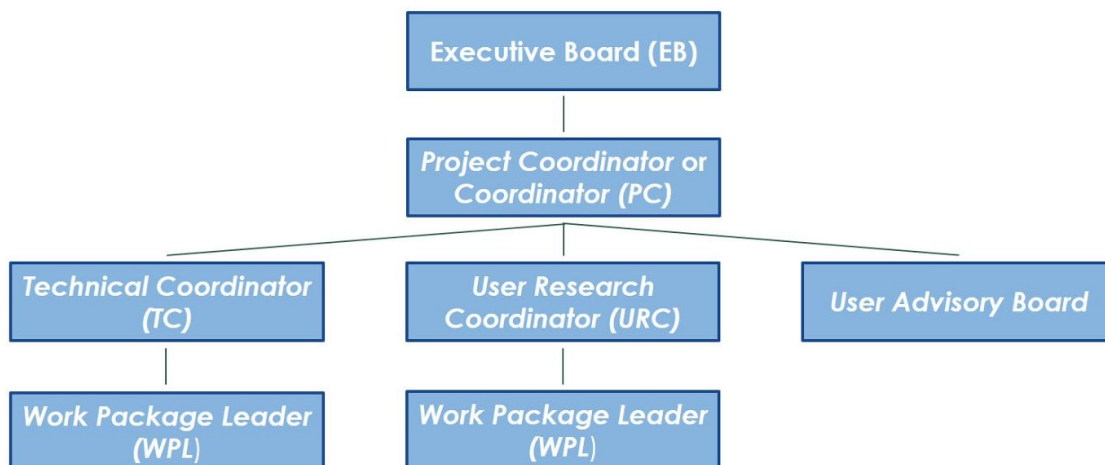 Executive Board (EB)
Project Coordinator or
Coordinator (PC)
Technical Coordinator
(TC)
User Research
Coordinator (URC)
User Advisory Board
Work Package Leader
(WPL)
Work Package Leader
(WPL)